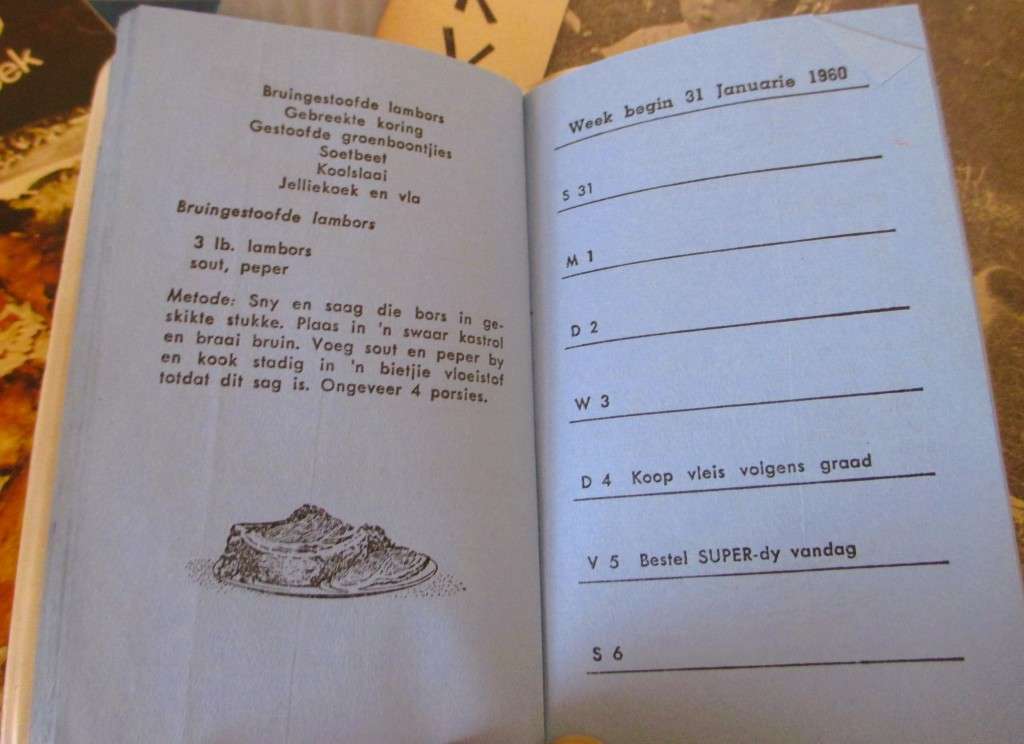 ek
Bruingestoofde lambors
Gebreekte koring
Gestoofde groenboontjies
Soetbeet
Koolslaai
Jelliekoek en vla
Bruingestoofde lambors
3 lb. lambors
sout, peper
Metode: Sny en saag die bors in ge-
skikte stukke. Plaas in 'n swaar kastrol
en braai bruin. Voeg sout en peper by
en kook stadig in 'n bietjie vloeistof
totdat dit sag is. Ongeveer 4 porsies.
Week begin 31 Januarie 1960
S 31
M 1
D 2
W 3
D 4 Koop vleis volgens graad
V 5 Bestel SUPER-dy vandag
S 6